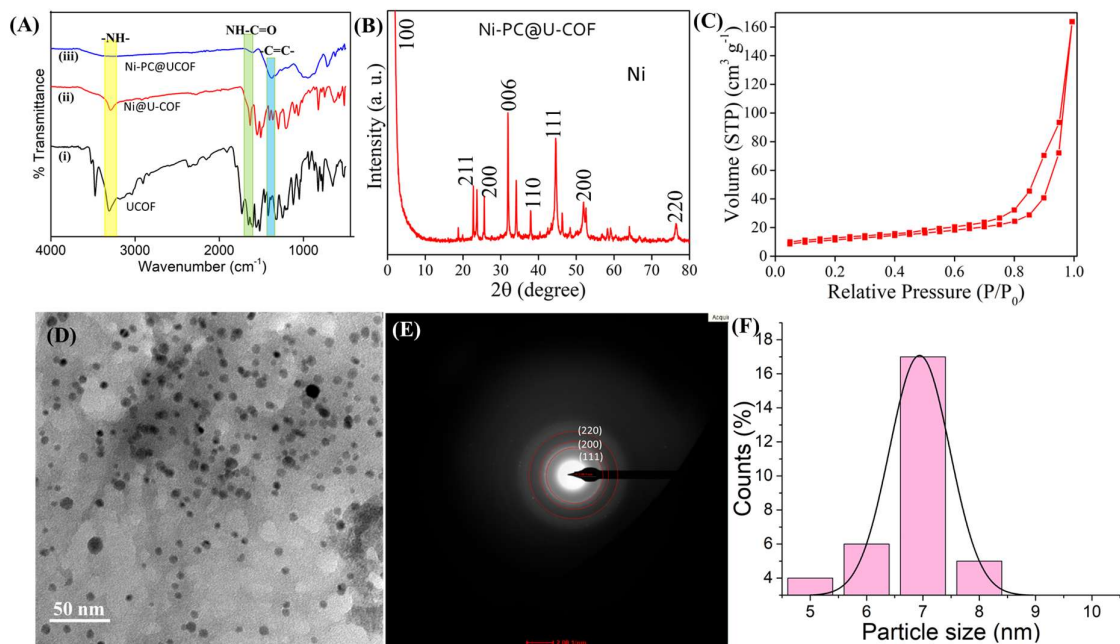 (A)
-NH-
NH-C=O
-C=C-
(iii)
Ni-PC@UCOF
(ii)
Ni@U-COF
(i)
UCOF
% Transmittance
4000 3000 2000 1000
Wavenumber (cm-1)
(B)
Ni-PC@U-COF
Ni
100
211
200
006
110
111
200
220
Intensity (a. u.)
0 10 20 30 40 50 60 70 80
2θ (degree)
(C)
Volume (STP) (cm3 g-1)
180
160
140
120
100
80
60
40
20
0
0.0 0.2 0.4 0.6 0.8 1.0
Relative Pressure (P/P0)
(D)
50 nm
(E)
Acqui
(220)
(200)
(111)
(F)
Counts (%)
18
16
14
12
10
8
6
4
5 6 7 8 9 10
Particle size (nm)